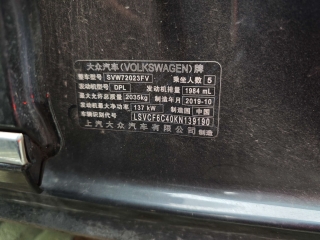 大众汽车(VOLKSWAGEN)牌
整车型号 SVW72023FV 乘坐人数 5
发动机型号 DPL 发动机排量 1984 mL
最大允许总质量 2035kg 制造年月 2019-10
发动机最大净功率 137 kW 制造国 中国
车辆识别代号 LSVCF6C40KN139190
上汽大众汽车有限公司 制造